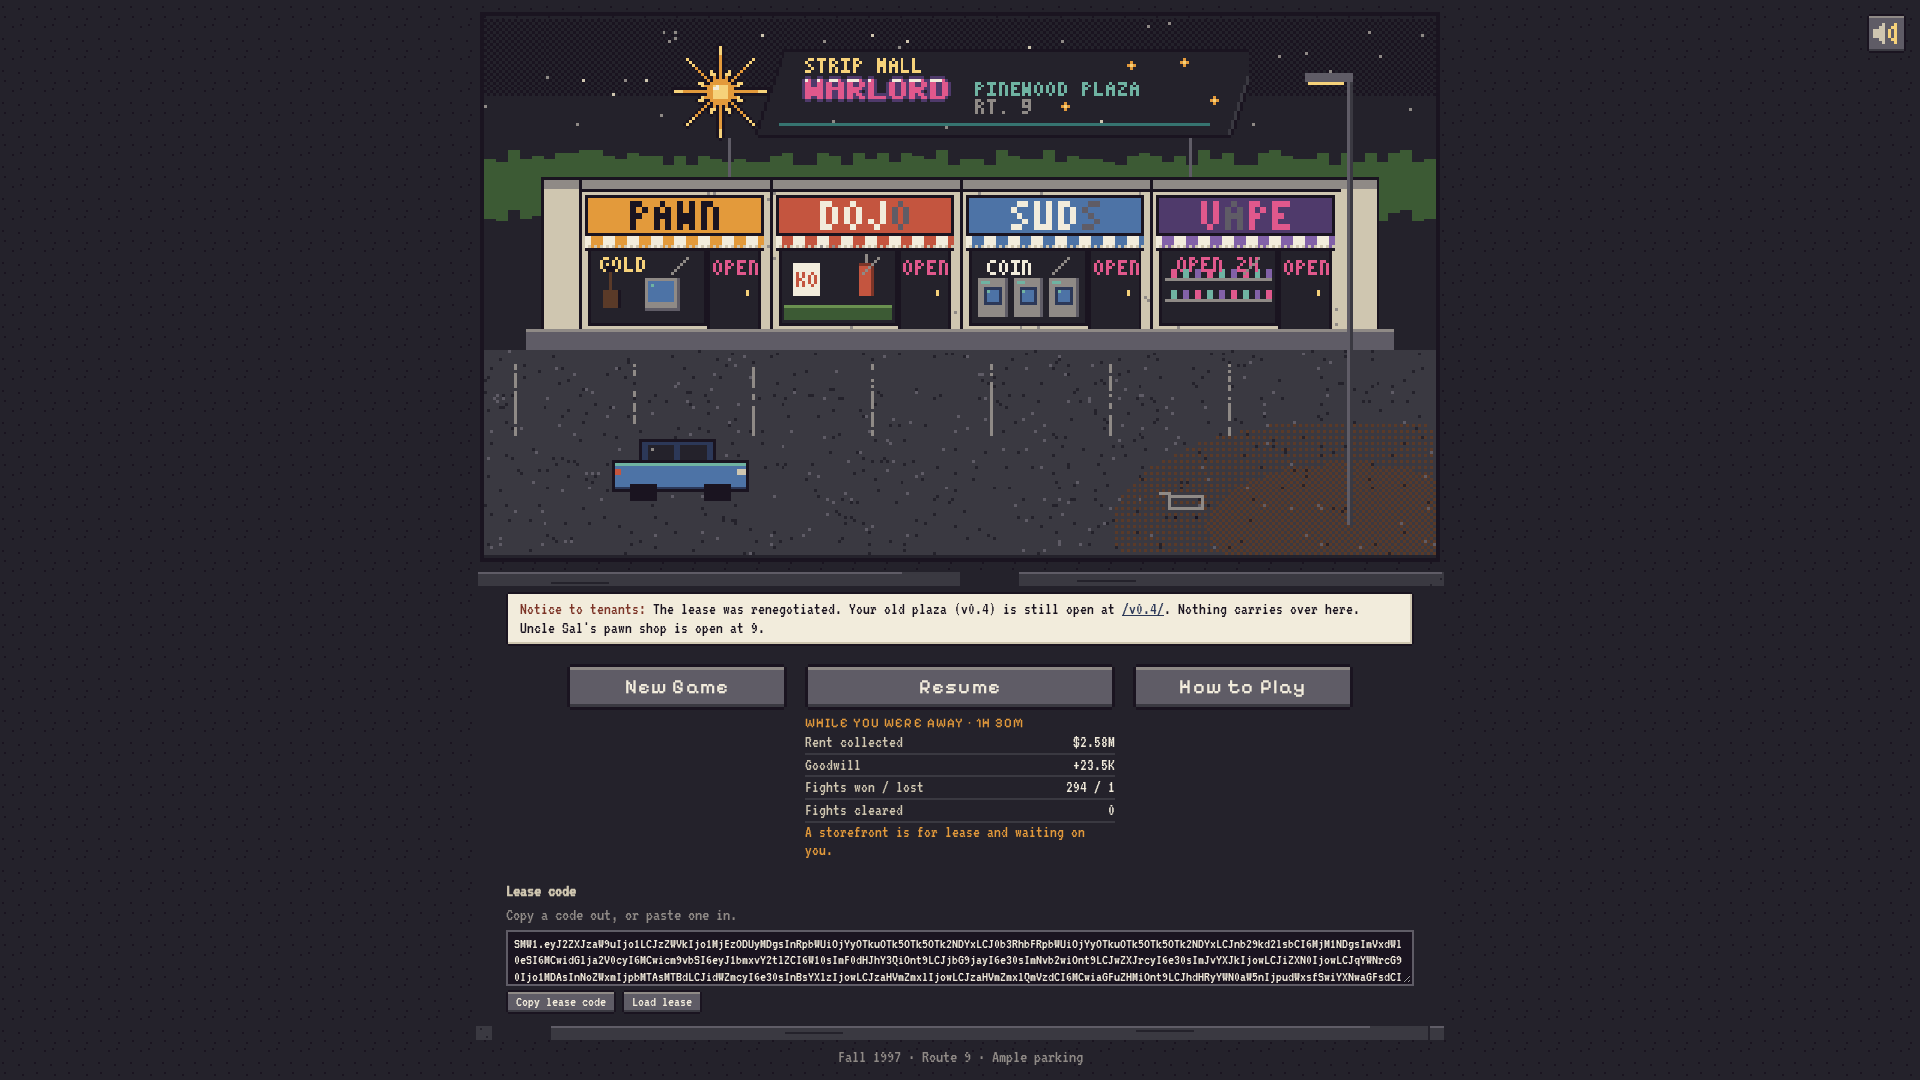 STRIP MALL
WARLORD
PINEWOOD PLAZA
RT. 9
PAWN
DOJO
SUDS
VAPE
GOLD
OPEN
KO
OPEN
COIN
OPEN
OPEN 24
OPEN
Notice to tenants: The lease was renegotiated. Your old plaza (v0.4) is still open at /v0.4/. Nothing carries over here.
Uncle Sal's pawn shop is open at 9.
New Game
Resume
How to Play
WHILE YOU WERE AWAY · 1H 30M
Rent collected $2.58M
Goodwill +23.5K
Fights won / lost 294 / 1
Fights cleared 0
A storefront is for lease and waiting on
you.
Lease code
Copy a code out, or paste one in.
Copy lease code
Load lease
Fall 1997 · Route 9 · Ample parking